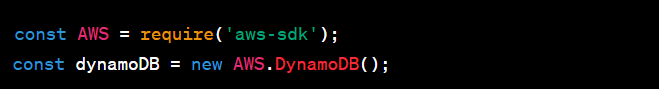 const AWS = require('aws-sdk');
const dynamoDB = new AWS.DynamoDB();